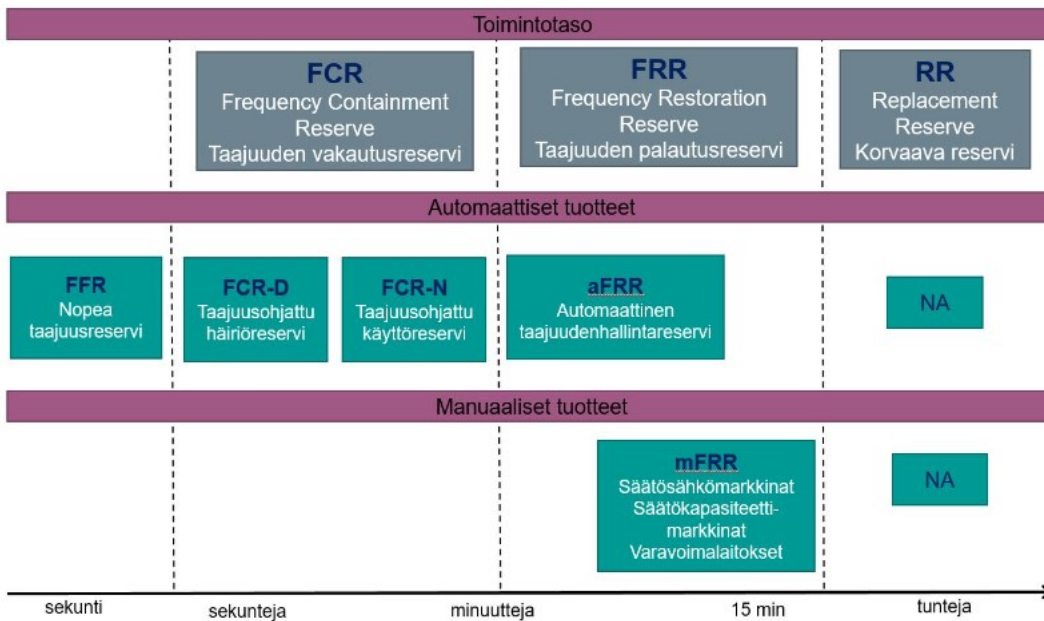 Toimintotaso
FCR
Frequency Containment
Reserve
Taajuuden vakautusreservi
FRR
Frequency Restoration
Reserve
Taajuuden palautusreservi
RR
Replacement
Reserve
Korvaava reservi
Automaattiset tuotteet
FFR
Nopea
taajuusreservi
FCR-D
Taajuusohjattu
häiriöreservi
FCR-N
Taajuusohjattu
käyttöreservi
aFRR
Automaattinen
taajuudenhallintareservi
NA
Manuaaliset tuotteet
mFRR
Säätösähkömarkkinat
Säätökapasiteetti-
markkinat
Varavoimalaitokset
NA
sekunti
sekunteja
minuutteja
15 min
tunteja